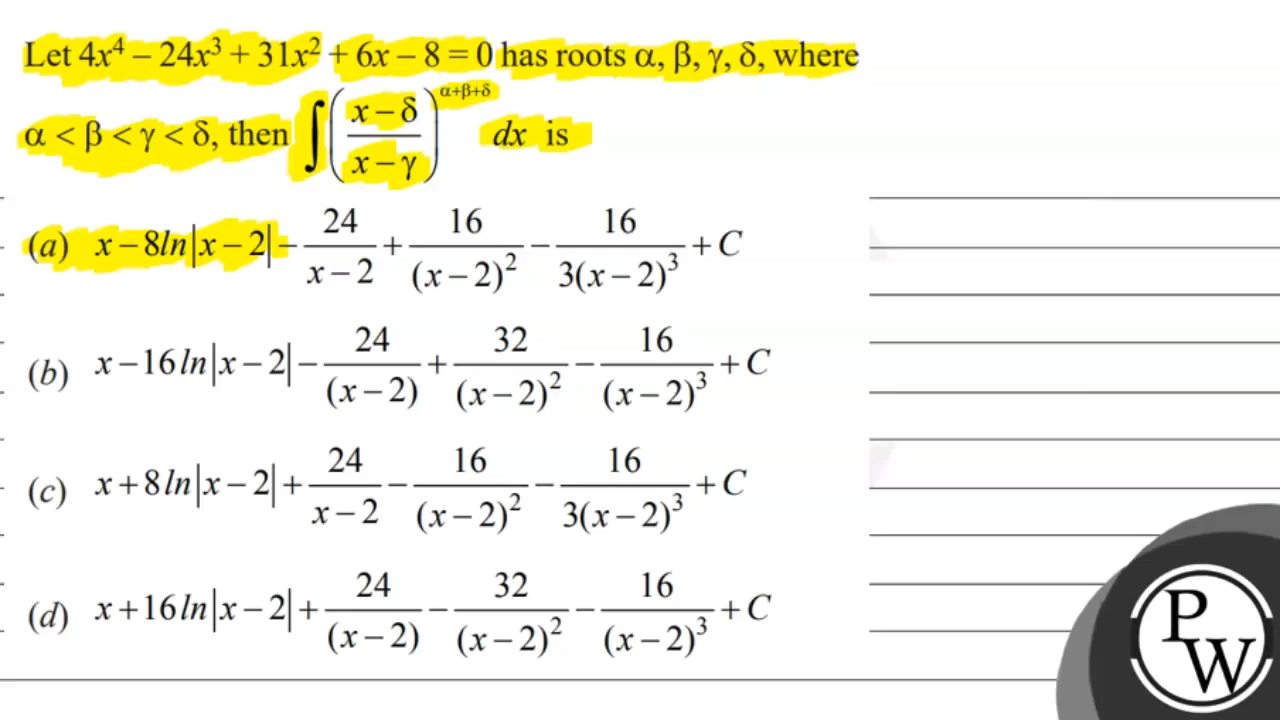 Let 4x⁴ – 24x³ + 31x² + 6x – 8 = 0 has roots α, β, γ, δ, where
α < β < γ < δ, then ∫((x – δ)/(x – γ))^(α+β+δ) dx is
(a) x – 8ln|x – 2| – 24/(x – 2) + 16/(x – 2)² – 16/(3(x – 2)³) + C
(b) x – 16ln|x – 2| – 24/((x – 2)) + 32/(x – 2)² – 16/(x – 2)³ + C
(c) x + 8ln|x – 2| + 24/(x – 2) – 16/(x – 2)² – 16/(3(x – 2)³) + C
(d) x + 16ln|x – 2| + 24/((x – 2)) – 32/(x – 2)² – 16/(x – 2)³ + C
P
W